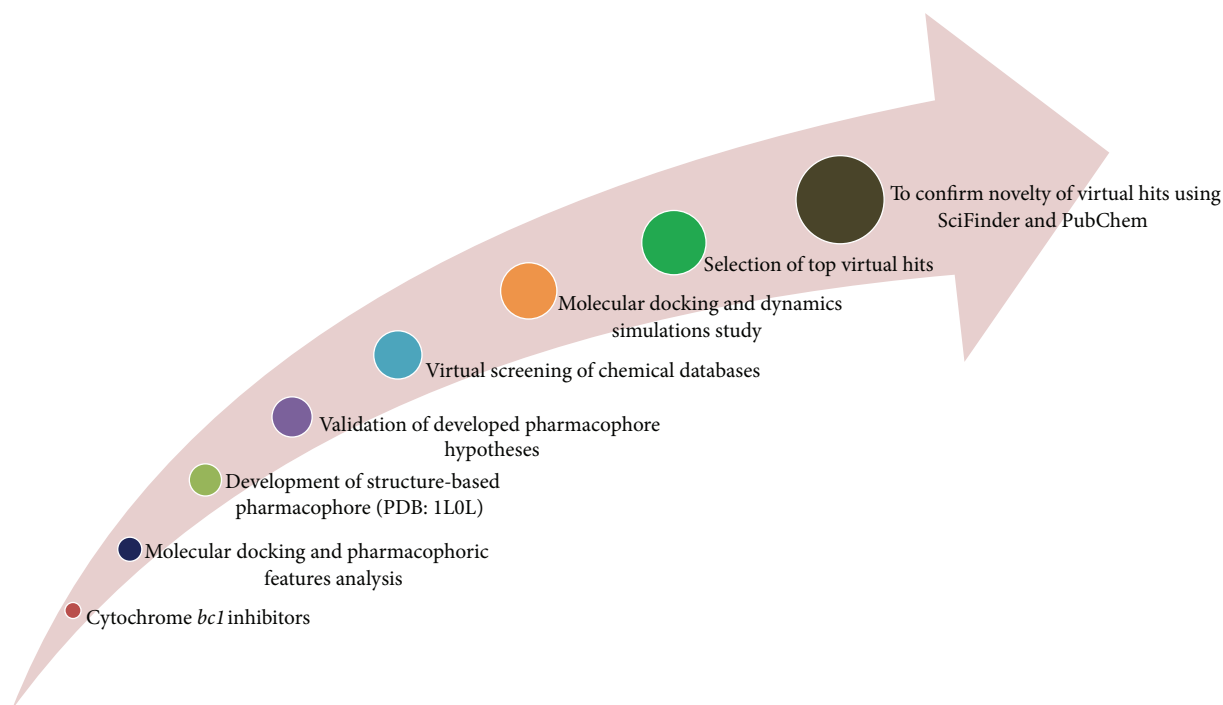 To confirm novelty of virtual hits using
SciFinder and PubChem
Selection of top virtual hits
Molecular docking and dynamics
simulations study
Virtual screening of chemical databases
Validation of developed pharmacophore
hypotheses
Development of structure-based
pharmacophore (PDB: 1L0L)
Molecular docking and pharmacophoric
features analysis
Cytochrome bc1 inhibitors